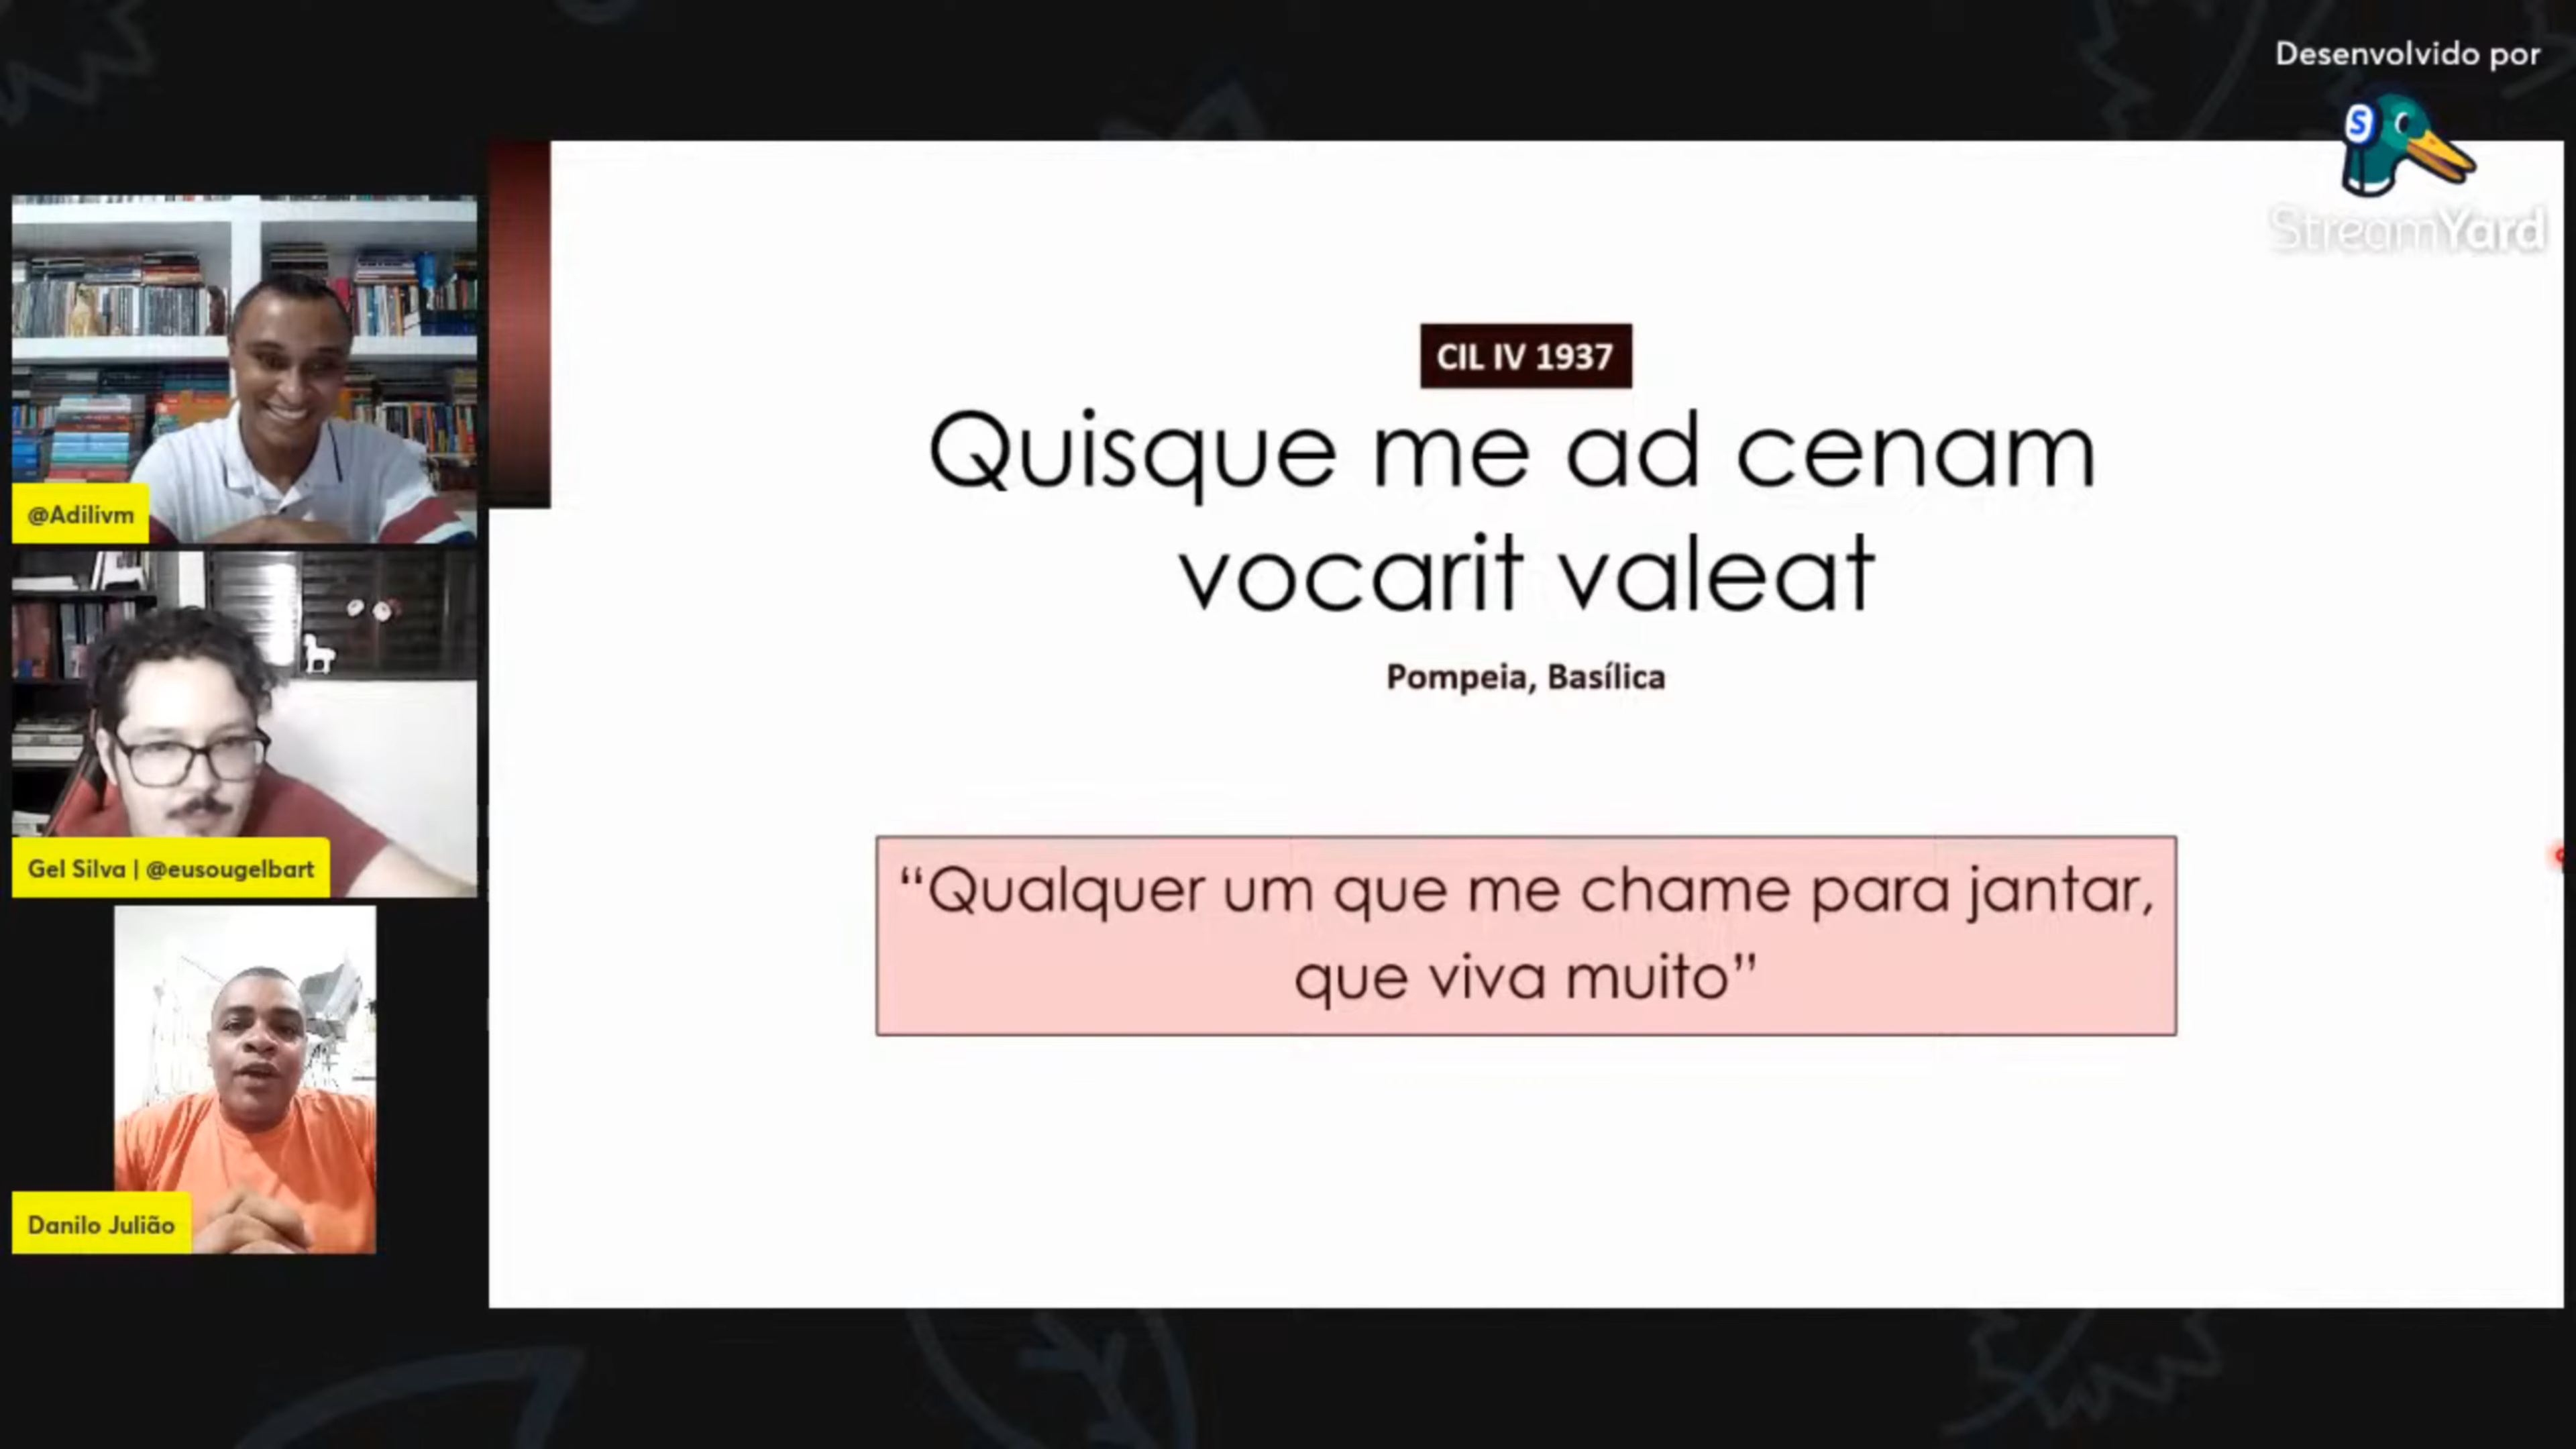 Desenvolvido por
StreamYard
CIL IV 1937
Quisque me ad cenam
vocarit valeat
Pompeia, Basílica
“Qualquer um que me chame para jantar,
que viva muito”
@Adilivm
Gel Silva | @eusougelbart
Danilo Julião